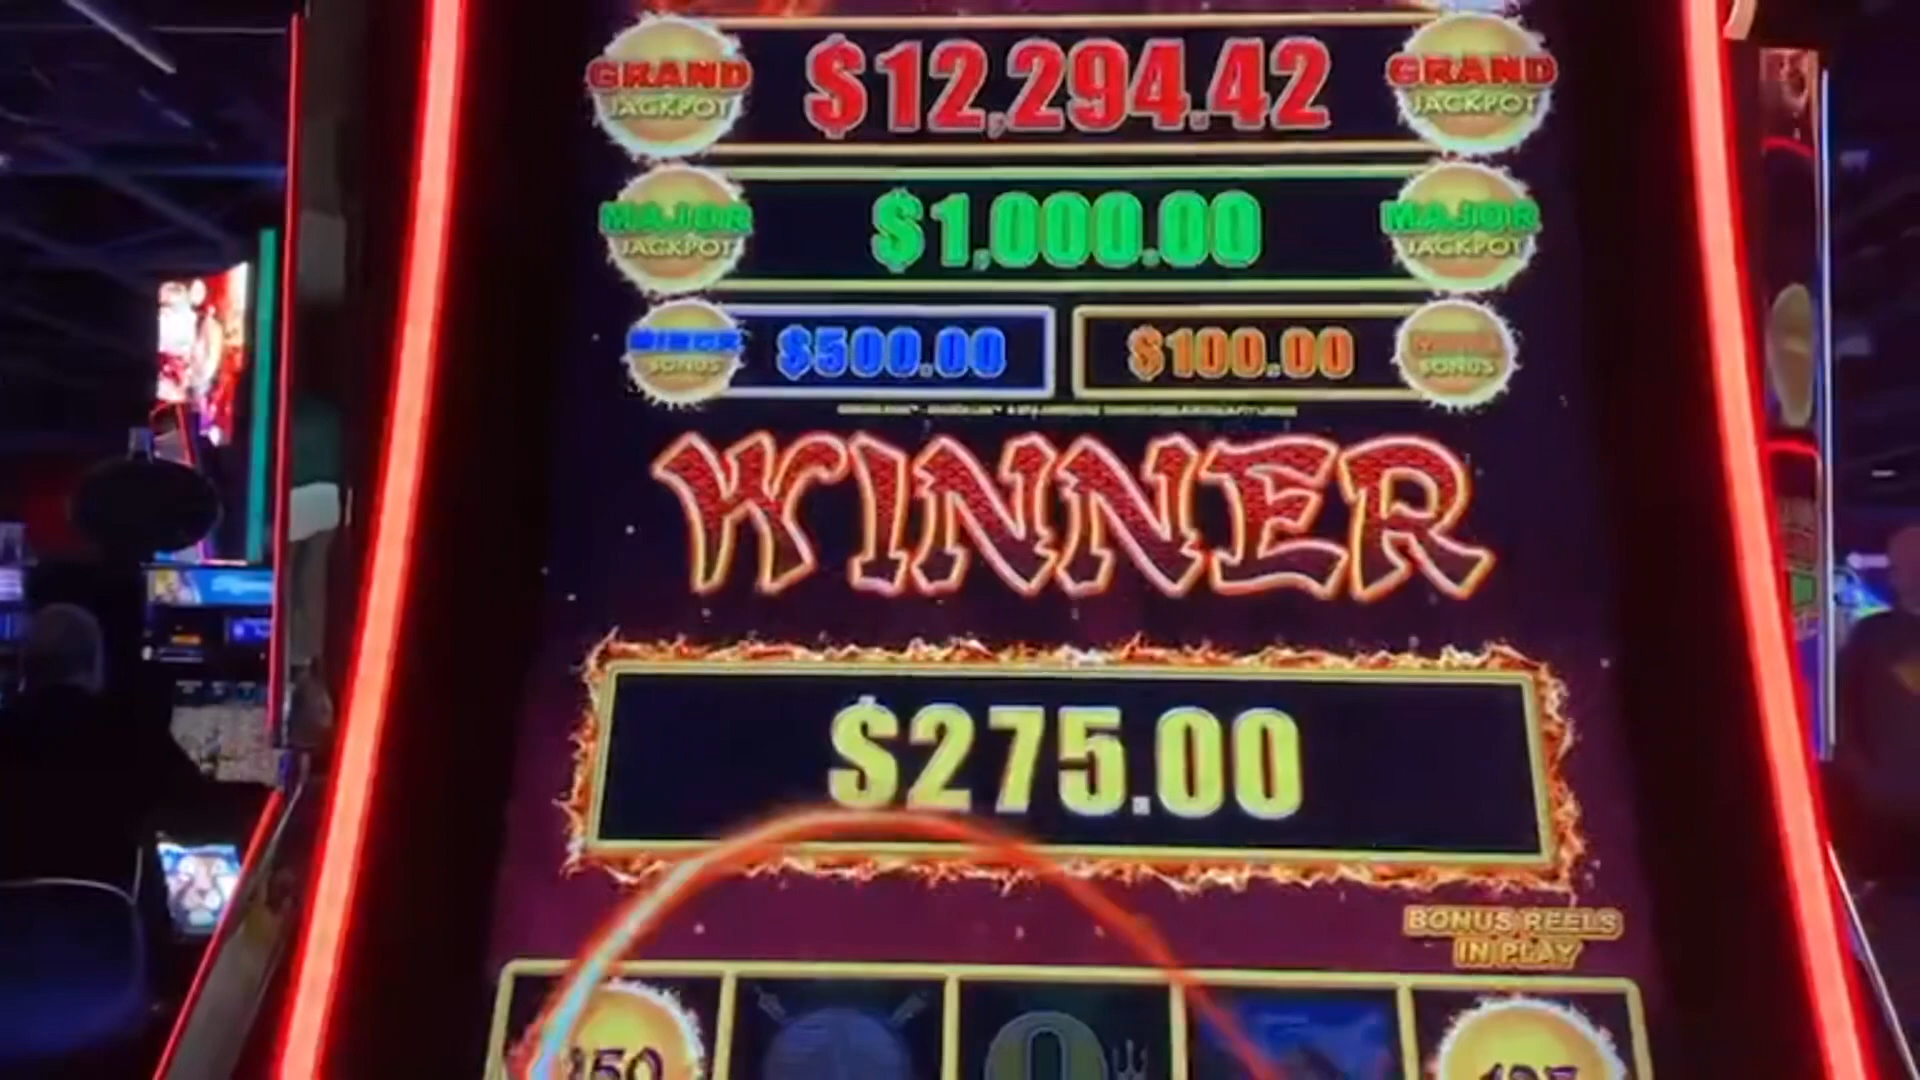 GRAND JACKPOT $12,294.42 GRAND JACKPOT
MAJOR JACKPOT $1,000.00 MAJOR JACKPOT
MINOR BONUS $500.00 $100.00 BONUS
WINNER
$275.00
BONUS REELS
IN PLAY